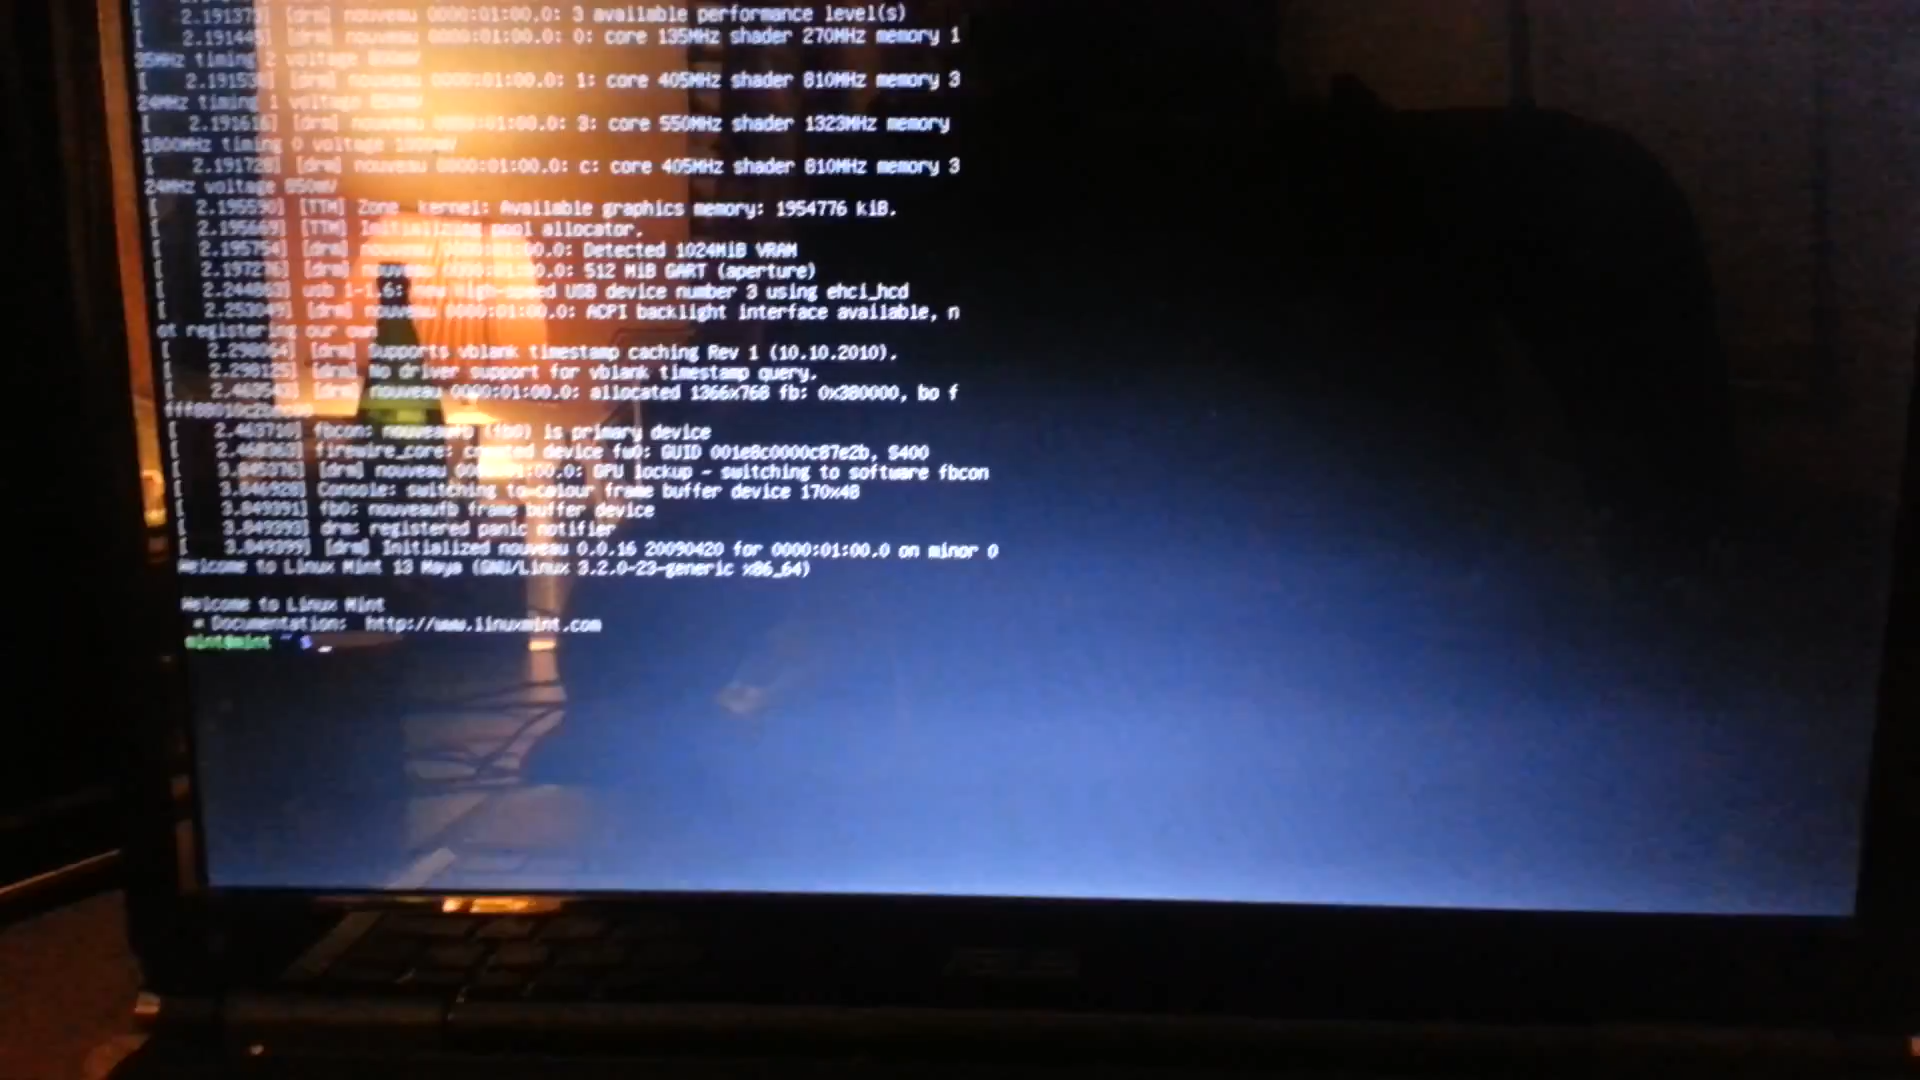 [    2.191373] [drm] nouveau 0000:01:00.0: 3 available performance level(s)
[    2.191445] [drm] nouveau 0000:01:00.0: 0: core 135MHz shader 270MHz memory 1
35MHz timing 2 voltage
[    2.191530] [drm] nouveau 0000:01:00.0: 1: core 405MHz shader 810MHz memory 3
24MHz timing 1 voltage 850mV
[    2.191616] [drm] nouveau 0000:01:00.0: 3: core 550MHz shader 1323MHz memory
1800MHz timing 0 voltage 1000mV
[    2.191728] [drm] nouveau 0000:01:00.0: c: core 405MHz shader 810MHz memory 3
24MHz voltage 850mV
[    2.195590] [TTM] Zone  kernel: Available graphics memory: 1954776 kiB.
[    2.195669] [TTM] Initializing pool allocator.
[    2.195754] [drm] nouveau 0000:01:00.0: Detected 1024MiB VRAM
[    2.197276] [drm] nouveau 0000:01:00.0: 512 MiB GART (aperture)
[    2.244863] usb 1-1.6: new high-speed USB device number 3 using ehci_hcd
[    2.253049] [drm] nouveau 0000:01:00.0: ACPI backlight interface available, n
ot registering our own
[    2.298064] [drm] Supports vblank timestamp caching Rev 1 (10.10.2010).
[    2.298125] [drm] No driver support for vblank timestamp query.
[    2.463543] [drm] nouveau 0000:01:00.0: allocated 1366x768 fb: 0x380000, bo f
[    2.463710] fbcon: nouveaufb (fb0) is primary device
[    2.468363] firewire_core: created device fw0: GUID 001e8c0000c87e2b, S400
[    3.845376] [drm] nouveau 0000:01:00.0: GPU lockup - switching to software fbcon
[    3.846928] Console: switching to colour frame buffer device 170x48
[    3.849391] fb0: nouveaufb frame buffer device
[    3.849393] drm: registered panic notifier
[    3.849399] [drm] Initialized nouveau 0.0.16 20090420 for 0000:01:00.0 on minor 0
Welcome to Linux Mint 13 Maya (GNU/Linux 3.2.0-23-generic x86_64)
Welcome to Linux Mint
 * Documentation:  http://www.linuxmint.com
mint@mint ~ $ _